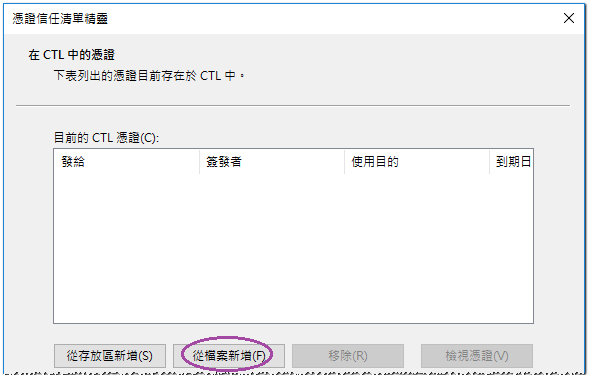 憑證信任清單精靈
在 CTL 中的憑證
下表列出的憑證目前存在於 CTL 中。
目前的 CTL 憑證(C):
發給 簽發者 使用目的 到期日
從存放區新增(S) 從檔案新增(F) 移除(R) 檢視憑證(V)